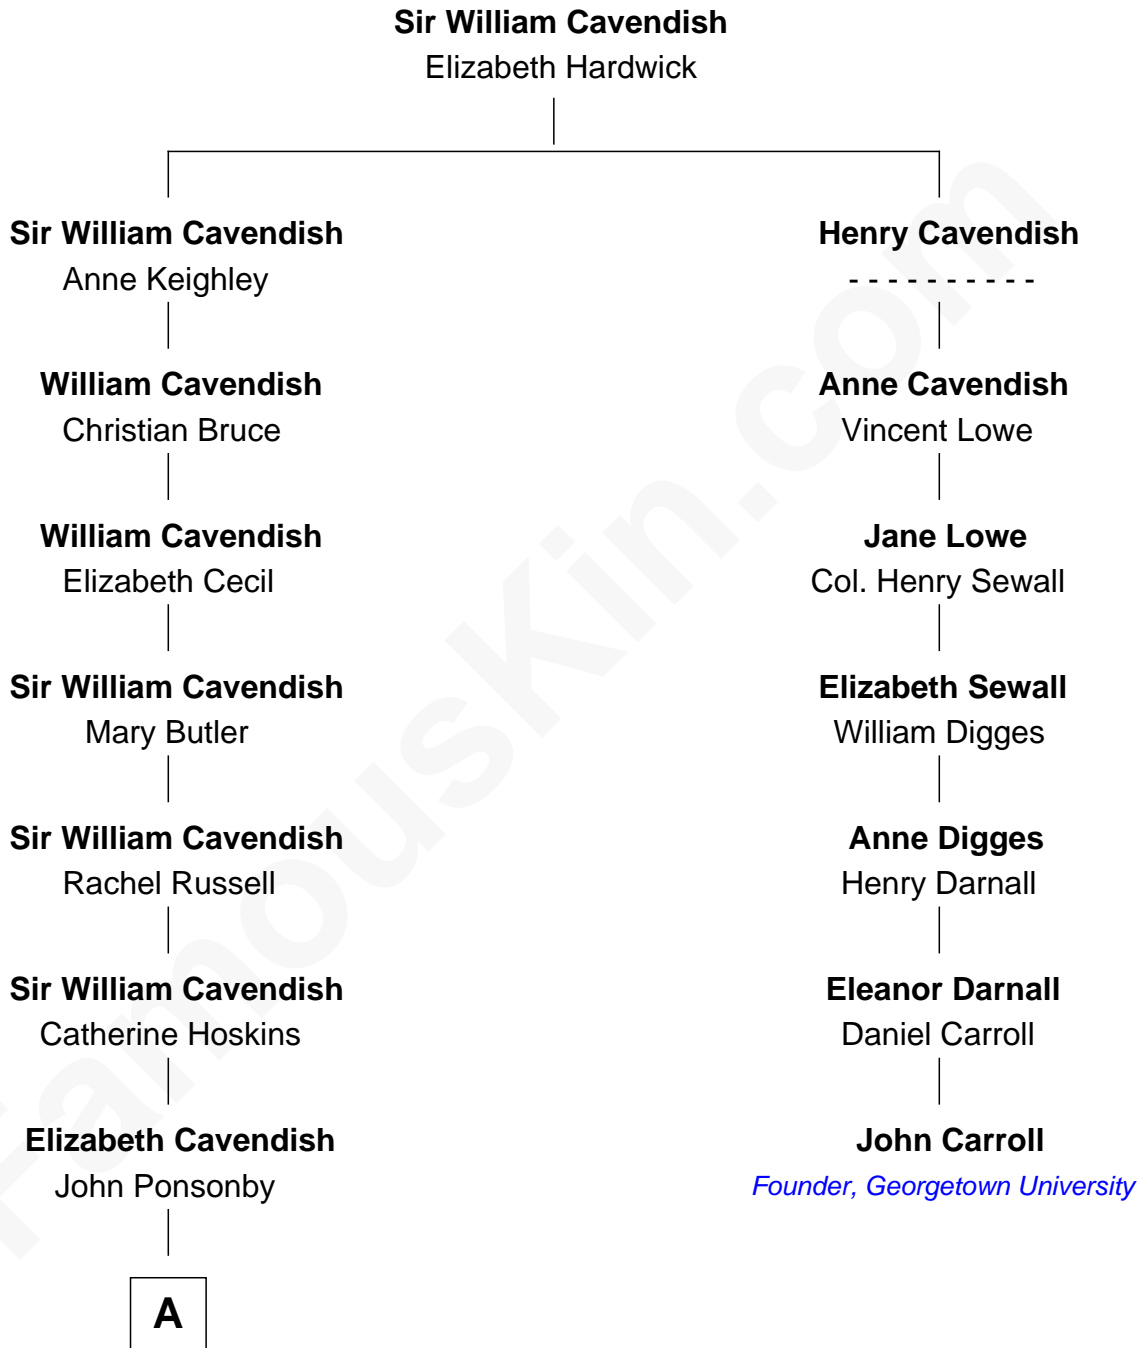 Sir William Cavendish
Elizabeth Hardwick
Sir William Cavendish
Anne Keighley
Henry Cavendish
- - - - - - - - - -
William Cavendish
Christian Bruce
Anne Cavendish
Vincent Lowe
William Cavendish
Elizabeth Cecil
Jane Lowe
Col. Henry Sewall
Sir William Cavendish
Mary Butler
Elizabeth Sewall
William Digges
Sir William Cavendish
Rachel Russell
Anne Digges
Henry Darnall
Sir William Cavendish
Catherine Hoskins
Eleanor Darnall
Daniel Carroll
Elizabeth Cavendish
John Ponsonby
John Carroll
Founder, Georgetown University
A
FamousKin.com